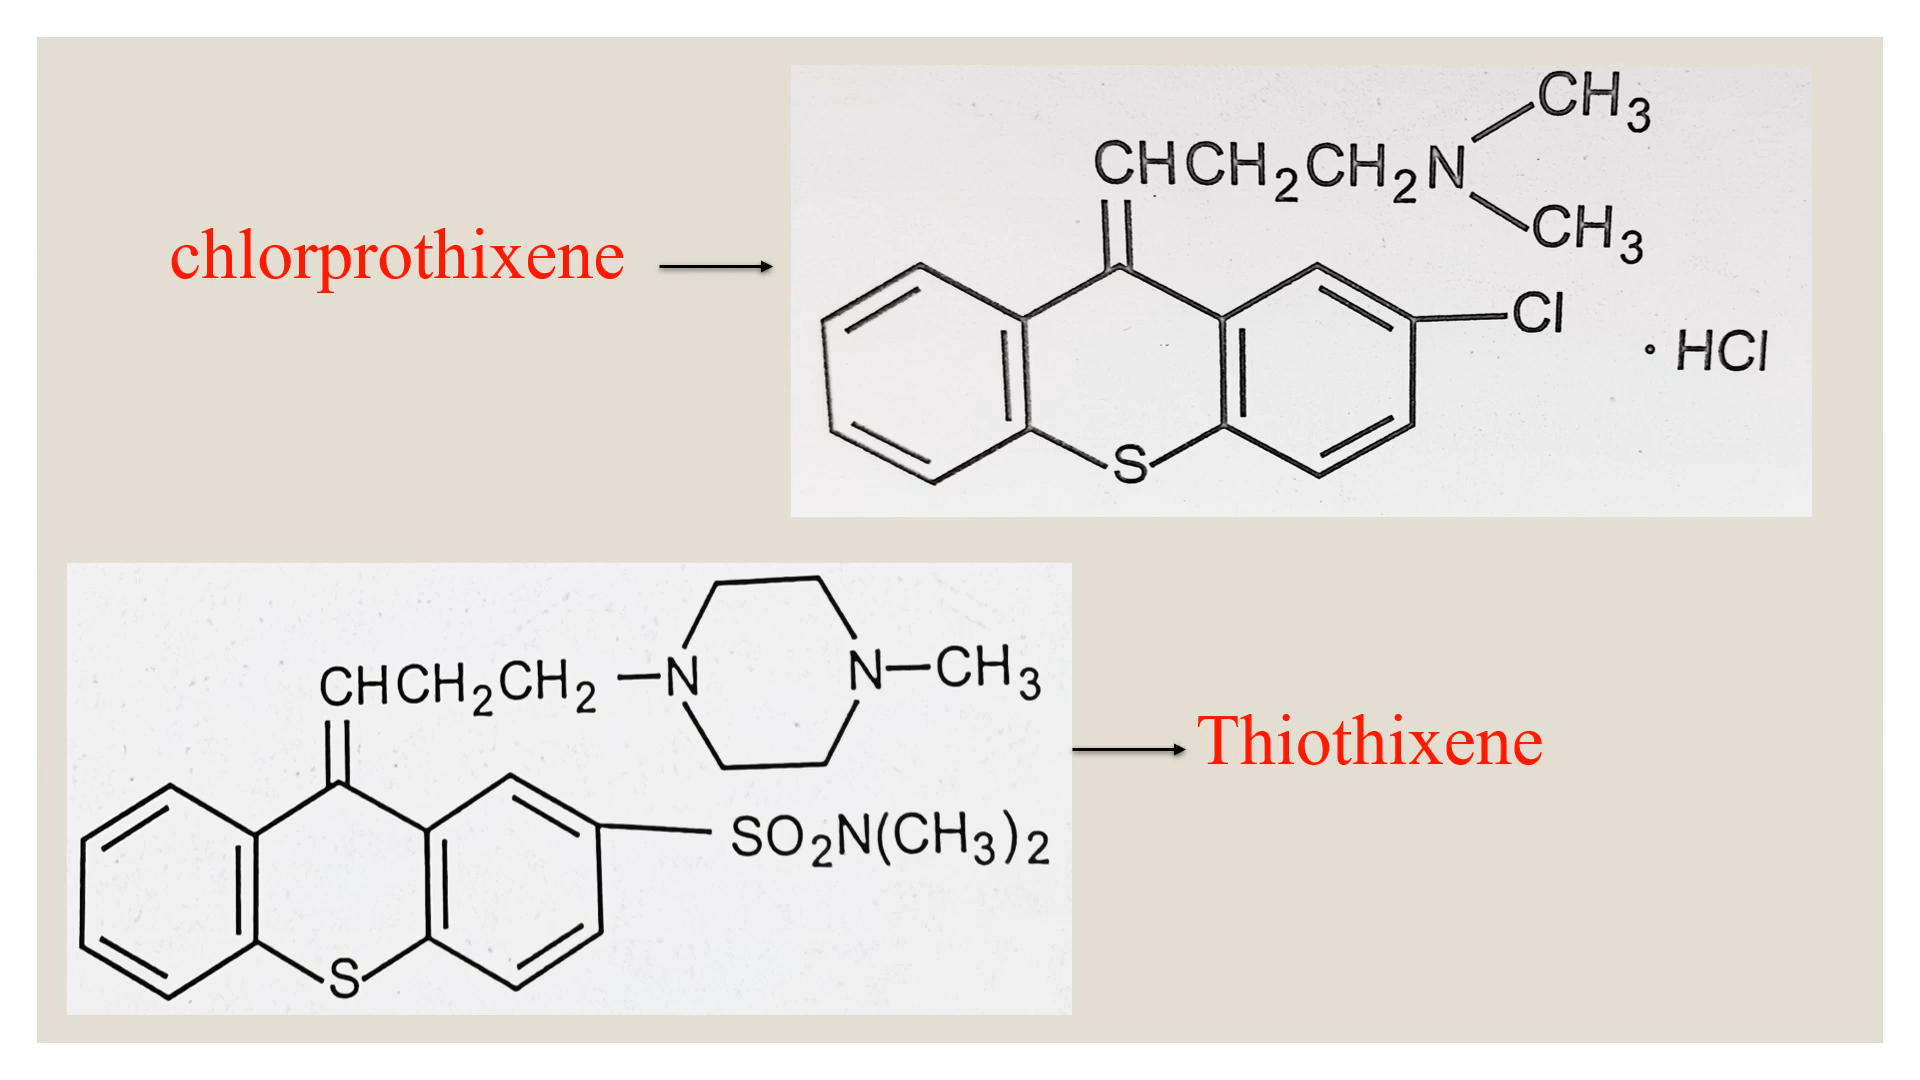 CH₃
CHCH₂CH₂N
CH₃
chlorprothixene
Cl
· HCl
S
CHCH₂CH₂ N N CH₃
Thiothixene
SO₂N(CH₃)₂
S